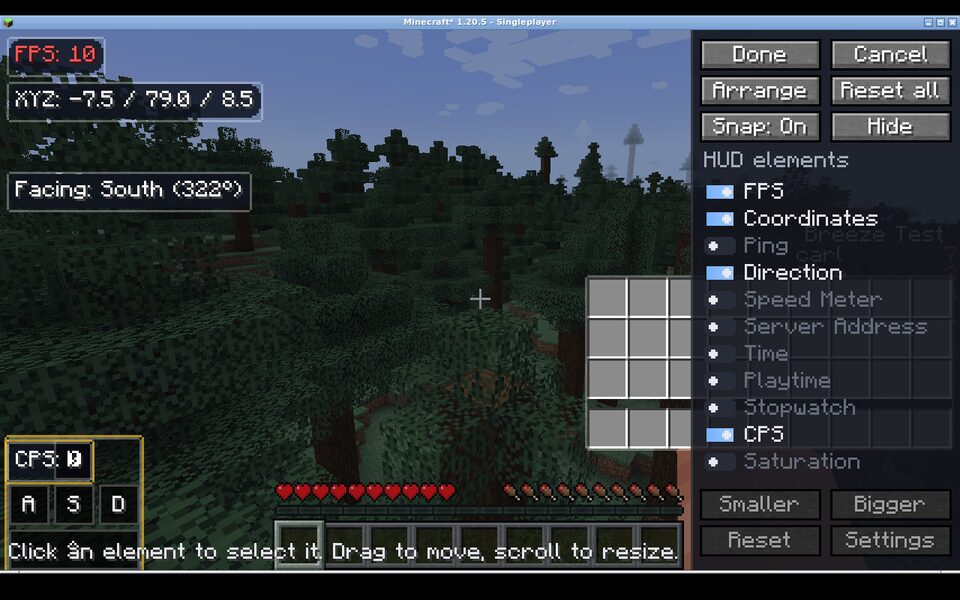 Minecraft* 1.20.5 - Singleplayer
FPS: 10
XYZ: -7.5 / 79.0 / 8.5
Facing: South (322°)
CPS: 0
A S D
Click an element to select it. Drag to move, scroll to resize.
Done Cancel
Arrange Reset all
Snap: On Hide
HUD elements
FPS
Coordinates
Ping
Breeze Test
carl
Direction
Speed Meter
Server Address
Time
Playtime
Stopwatch
CPS
Saturation
Smaller Bigger
Reset Settings